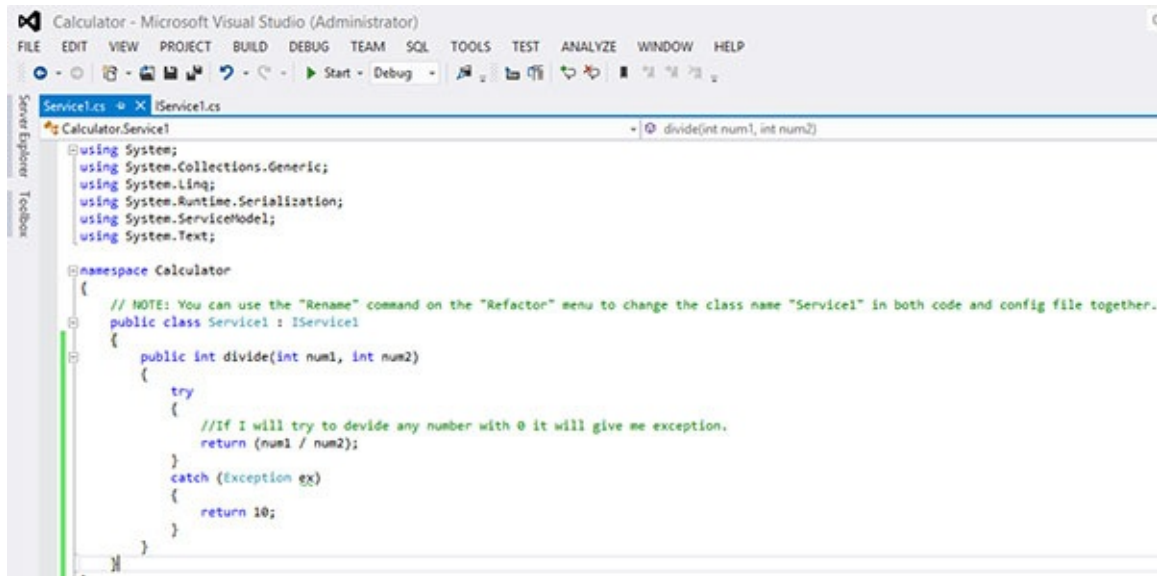 Calculator - Microsoft Visual Studio (Administrator)
FILE EDIT VIEW PROJECT BUILD DEBUG TEAM SQL TOOLS TEST ANALYZE WINDOW HELP
Start Debug
Server Explorer
Toolbox
Service1.cs IService1.cs
Calculator.Service1 divide(int num1, int num2)
using System;
using System.Collections.Generic;
using System.Linq;
using System.Runtime.Serialization;
using System.ServiceModel;
using System.Text;
namespace Calculator
{
// NOTE: You can use the "Rename" command on the "Refactor" menu to change the class name "Service1" in both code and config file together.
public class Service1 : IService1
{
public int divide(int num1, int num2)
{
try
{
//If I will try to devide any number with 0 it will give me exception.
return (num1 / num2);
}
catch (Exception ex)
{
return 10;
}
}
}